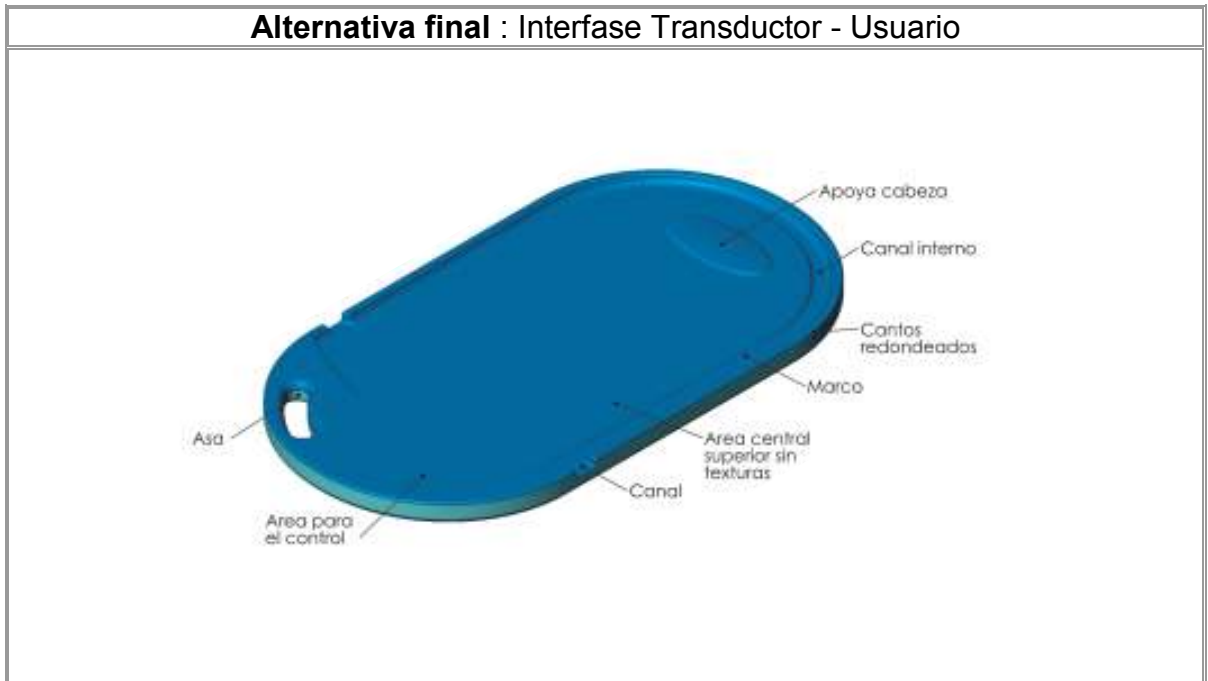 Alternativa final : Interfase Transductor - Usuario
Apoya cabeza
Canal interno
Cantos
redondeados
Marco
Area central
superior sin
texturas
Canal
Asa
Area para
el control